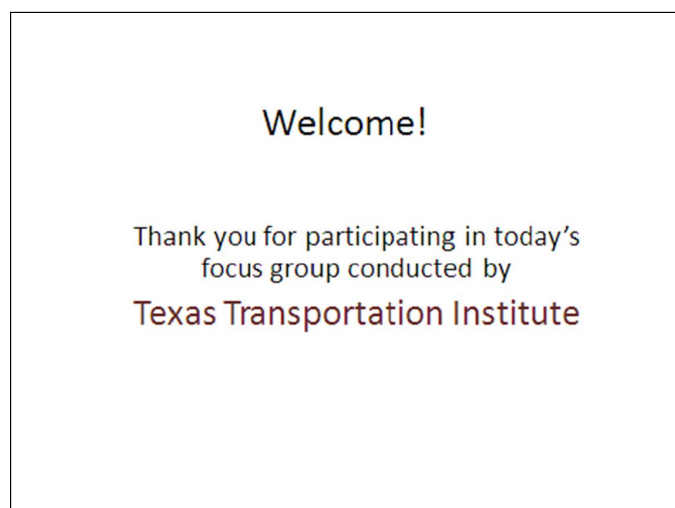 Welcome!
Thank you for participating in today’s
focus group conducted by
Texas Transportation Institute